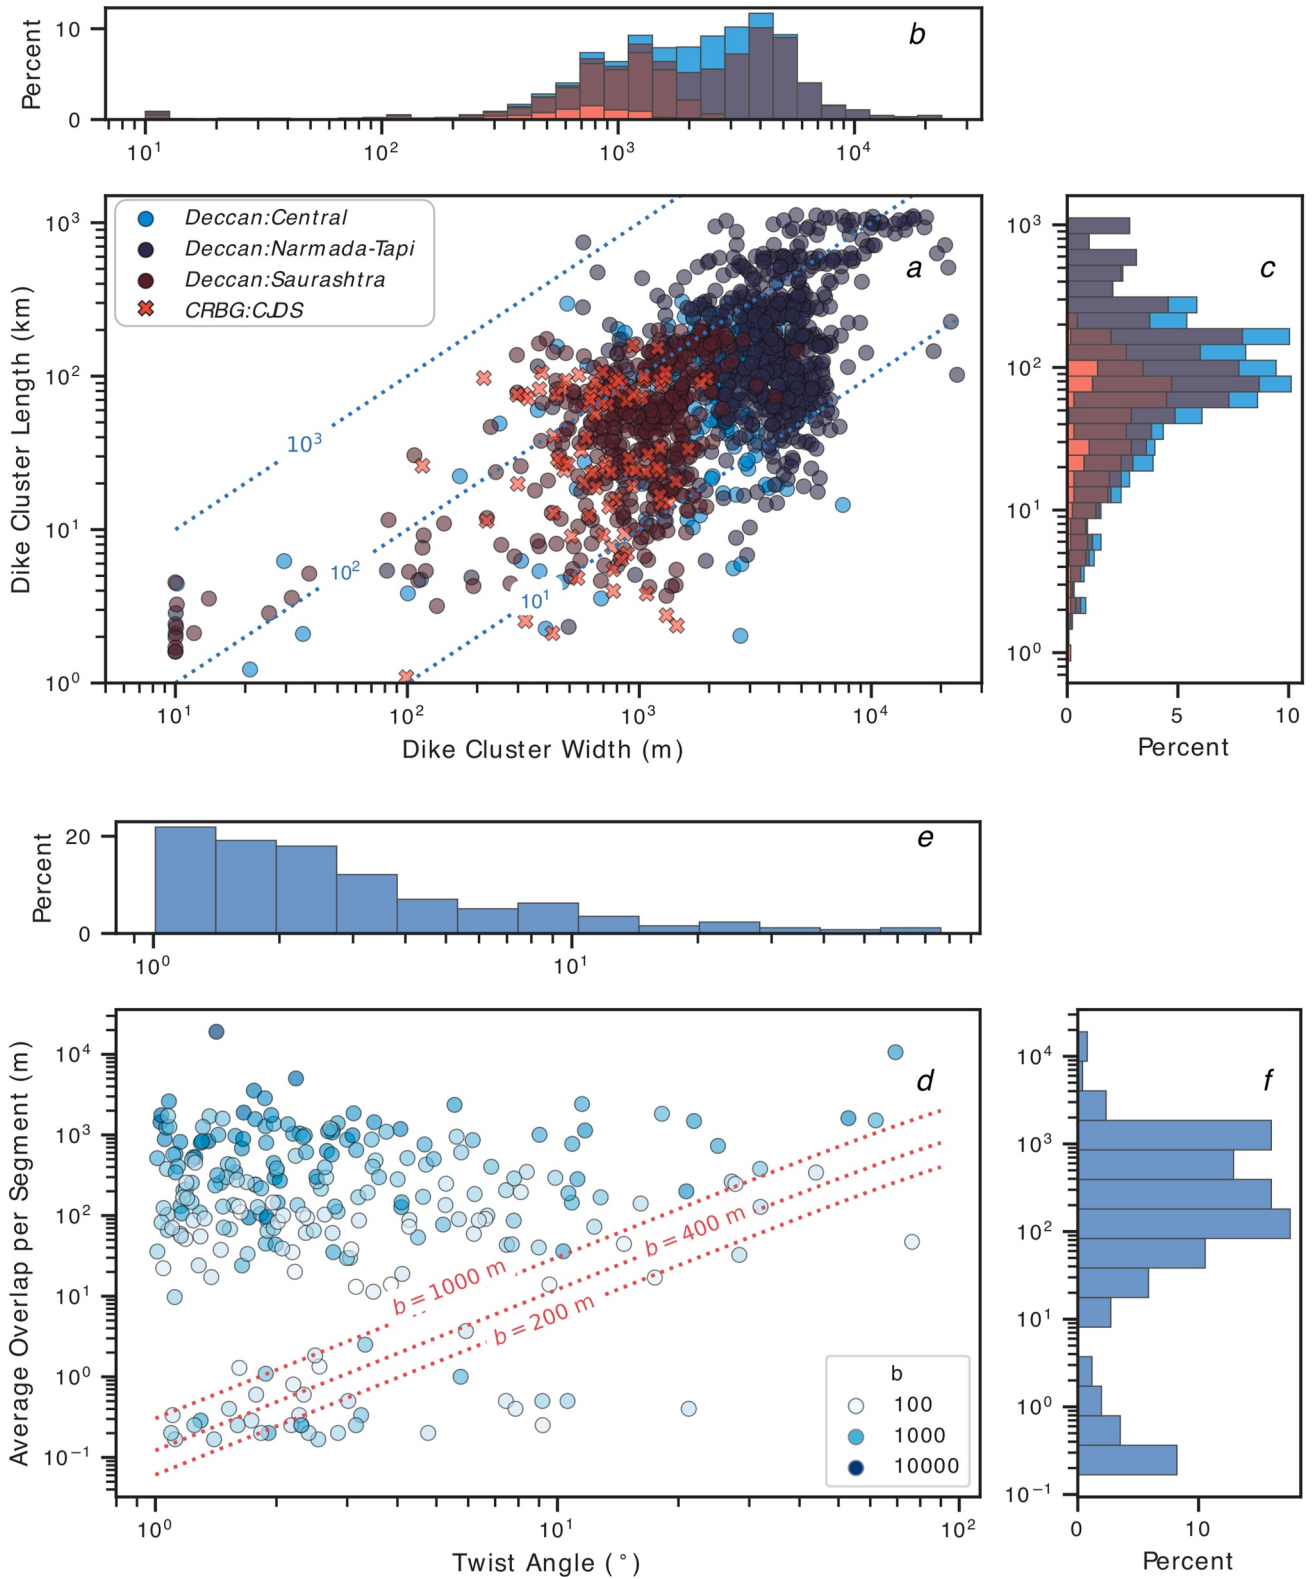 10
Percent
b
0
10¹ 10² 10³ 10⁴
10³
Deccan:Central
Deccan:Narmada-Tapi
Deccan:Saurashtra
CRBG:CJDS
a
c
10³
10²
10¹
10⁰
Dike Cluster Length (km)
10³
10²
10¹
10³
10²
10¹
10⁰
10¹ 10² 10³ 10⁴
Dike Cluster Width (m)
0 5 10
Percent
20
Percent
e
0
10⁰ 10¹
10⁴
10³
10²
10¹
10⁰
10⁻¹
Average Overlap per Segment (m)
d
f
b = 1000 m
b = 400 m
b = 200 m
b
100
1000
10000
10⁰ 10¹ 10²
Twist Angle (°)
10⁴
10³
10²
10¹
10⁰
10⁻¹
0 10
Percent